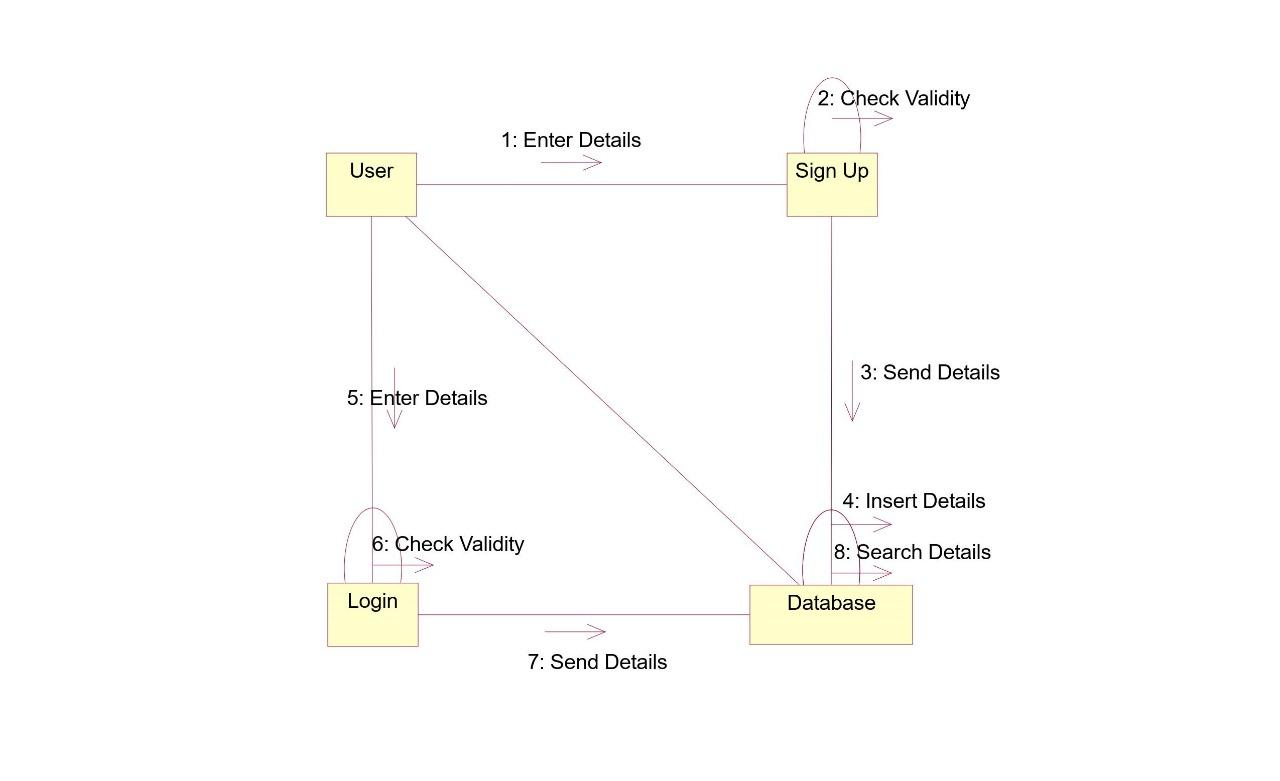 2: Check Validity
1: Enter Details
User
Sign Up
3: Send Details
5: Enter Details
4: Insert Details
6: Check Validity
8: Search Details
Login
Database
7: Send Details